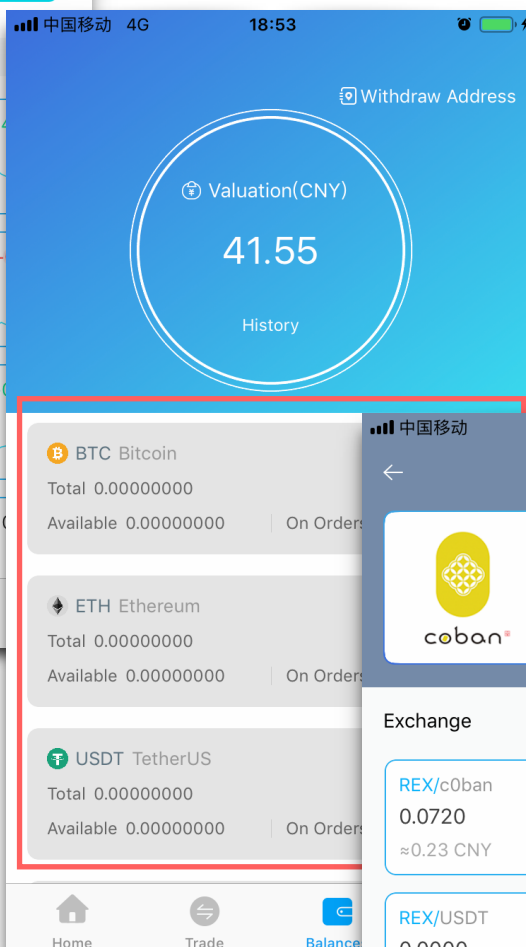 中国移动 4G 18:53
Withdraw Address
Valuation(CNY)
41.55
History
BTC Bitcoin
Total 0.00000000
Available 0.00000000 On Orders
ETH Ethereum
Total 0.00000000
Available 0.00000000 On Orders
USDT TetherUS
Total 0.00000000
Available 0.00000000 On Orders
Home Trade Balance
中国移动
coban
Exchange
REX/c0ban
0.0720
≈0.23 CNY
REX/USDT
0.0000